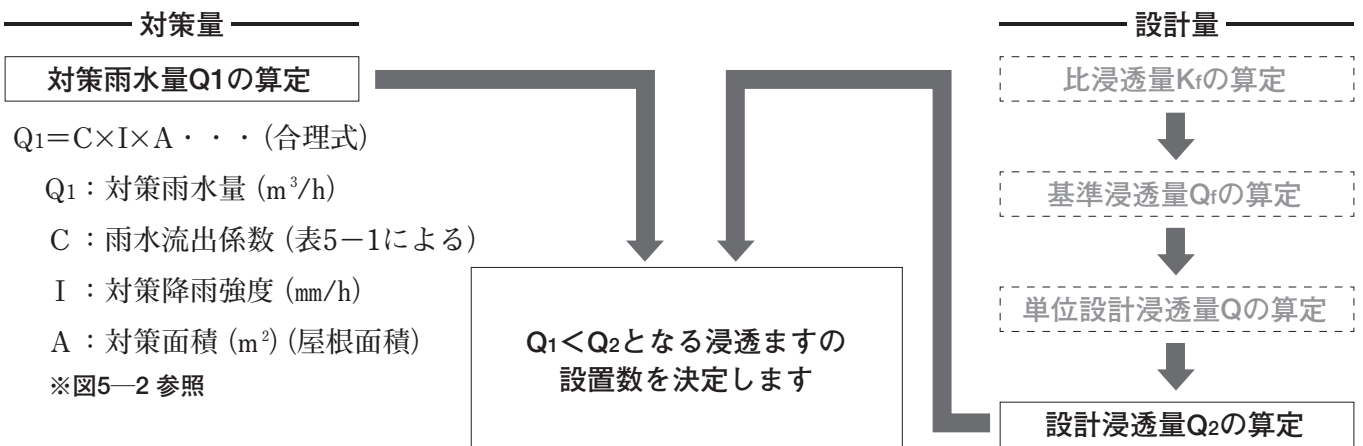 対策量
対策雨水量Q1の算定
Q1＝C×I×A・・・(合理式)
Q1：対策雨水量 (m³/h)
C：雨水流出係数 (表5－1による)
I：対策降雨強度 (㎜/h)
A：対策面積 (m²) (屋根面積)
※図5―2 参照
Q1＜Q2となる浸透ますの
設置数を決定します
設計量
比浸透量Kfの算定
基準浸透量Qfの算定
単位設計浸透量Qの算定
設計浸透量Q2の算定